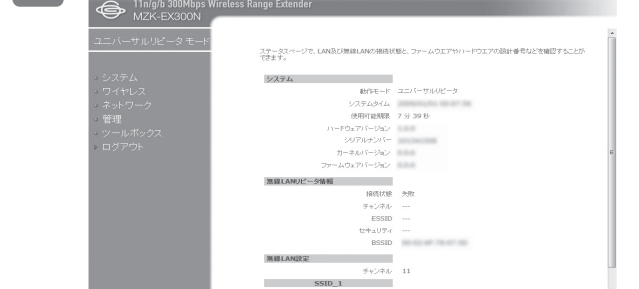 11n/g/b 300Mbps Wireless Range Extender
MZK-EX300N
ユニバーサルリピータ モード
システム
ワイヤレス
ネットワーク
管理
ツールボックス
ログアウト
ステータスページで、LAN及び無線LANの接続状態と、ファームウエアやハードウエアの設計番号などを確認することが
できます。
システム
動作モード ユニバーサルリピータ
システムタイム
使用可能期限 7 分 39 秒
ハードウェアバージョン
シリアルナンバー
カーネルバージョン
ファームウェアバージョン
無線LANリピータ情報
接続状態 失敗
チャンネル ---
ESSID ---
セキュリティ ---
BSSID
無線LAN設定
チャンネル 11
SSID_1